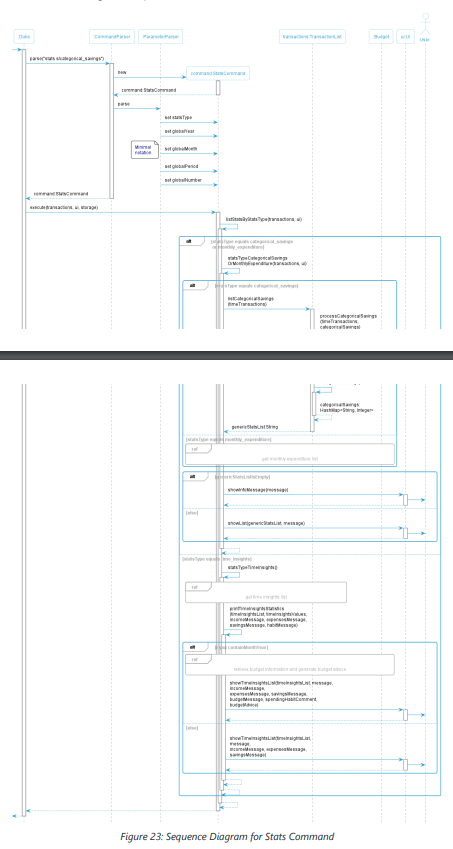 :Duke
:CommandParser
:ParameterParser
transactions:TransactionList
:Budget
ui:Ui
User
parse("stats s/categorical_savings")
new
command:StatsCommand
command:StatsCommand
parse
set statsType
set globalYear
Minimal
notation
set globalMonth
set globalPeriod
set globalNumber
command:StatsCommand
execute(transactions, ui, storage)
listStatsByStatsType(transactions, ui)
alt
[statsType equals categorical_savings
or monthly_expenditure]
statsTypeCategoricalSavings
OrMonthlyExpenditure(transactions, ui)
alt
[statsType equals categorical_savings]
listCategoricalSavings
(timeTransactions)
processCategoricalSavings
(timeTransactions,
categoricalSavings)
categoricalSavings:
HashMap<String, Integer>
genericStatsList:String
[statsType equals monthly_expenditure]
ref
get monthly expenditure list
alt
[genericStatsListIsEmpty]
showInfoMessage(message)
[else]
showList(genericStatsList, message)
[statsType equals time_insights]
statsTypeTimeInsights()
ref
get time insights list
printTimeInsightsStatistics
(timeInsightsList, timeInsightsValues,
incomeMessage, expensesMessage,
savingsMessage, habitMessage)
alt
ref
retrieve budget information and generate budget advice
showTimeInsightsList(timeInsightsList, message,
incomeMessage,
expensesMessage, savingsMessage,
budgetMessage, spendingHabitComment,
budgetAdvice)
[else]
showTimeInsightsList(timeInsightsList,
message,
incomeMessage, expensesMessage,
savingsMessage)
Figure 23: Sequence Diagram for Stats Command